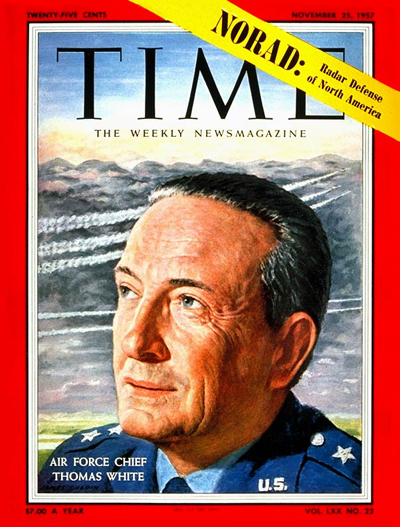 TWENTY-FIVE CENTS
NOVEMBER 25, 1957
NORAD:
Radar Defense
of North America
TIME
THE WEEKLY NEWSMAGAZINE
AIR FORCE CHIEF
THOMAS WHITE
U.S.
$7.00 A YEAR
VOL. LXX NO. 22